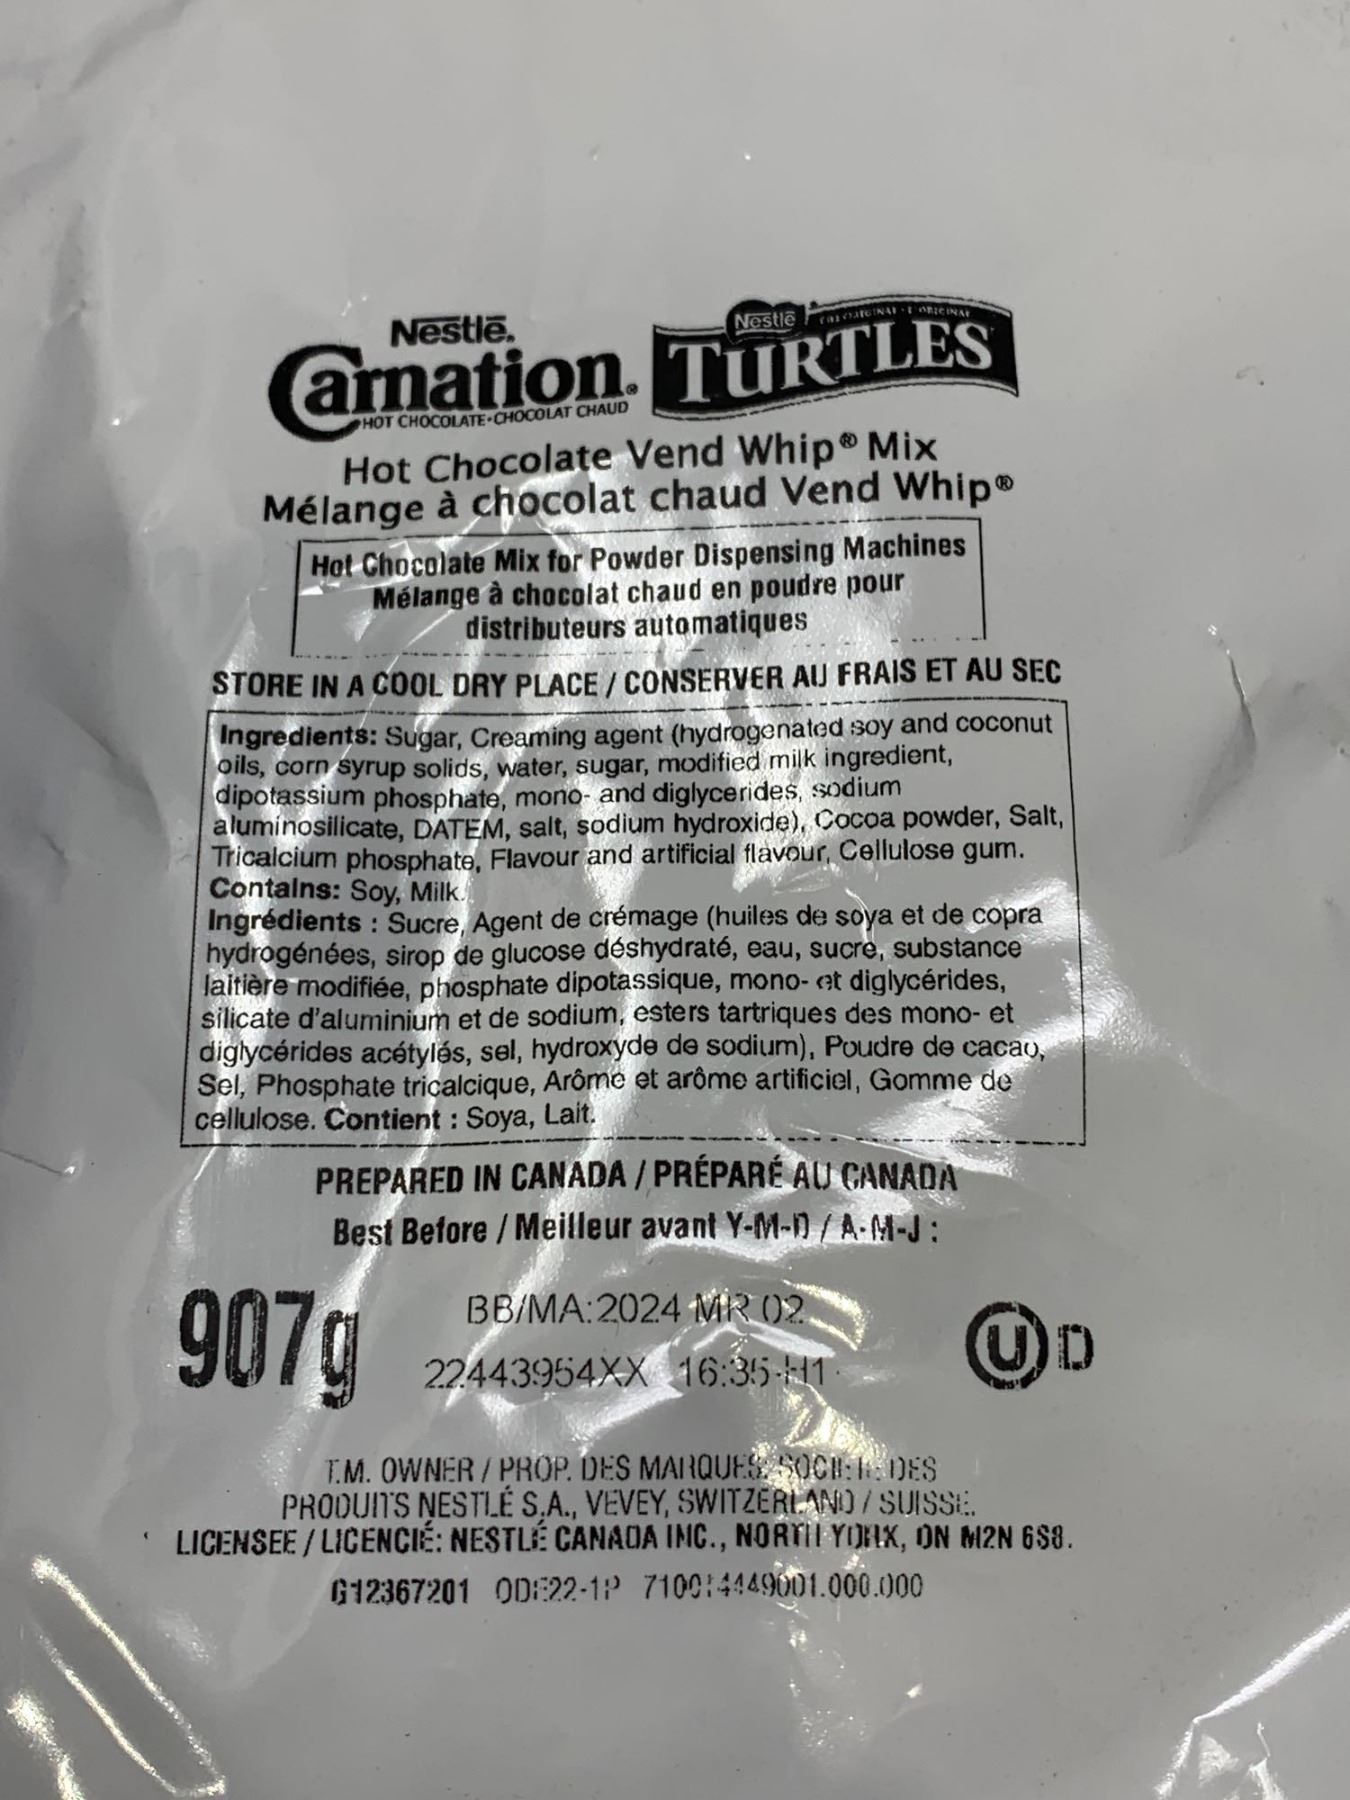 Nestlē.
Carnation®
HOT CHOCOLATE•CHOCOLAT CHAUD
Nestlē
L'ORIGINAL
TURTLES
Hot Chocolate Vend Whip® Mix
Mélange à chocolat chaud Vend Whip®
Hot Chocolate Mix for Powder Dispensing Machines
Mélange à chocolat chaud en poudre pour
distributeurs automatiques
STORE IN A COOL DRY PLACE / CONSERVER AU FRAIS ET AU SEC
Ingredients: Sugar, Creaming agent (hydrogenated soy and coconut
oils, corn syrup solids, water, sugar, modified milk ingredient,
dipotassium phosphate, mono- and diglycerides, sodium
aluminosilicate, DATEM, salt, sodium hydroxide), Cocoa powder, Salt,
Tricalcium phosphate, Flavour and artificial flavour, Cellulose gum.
Contains: Soy, Milk.
Ingrédients : Sucre, Agent de crémage (huiles de soya et de copra
hydrogénées, sirop de glucose déshydraté, eau, sucre, substance
laitière modifiée, phosphate dipotassique, mono- et diglycérides,
silicate d'aluminium et de sodium, esters tartriques des mono- et
diglycérides acétylés, sel, hydroxyde de sodium), Poudre de cacao,
Sel, Phosphate tricalcique, Arôme et arôme artificiel, Gomme de
cellulose. Contient : Soya, Lait.
PREPARED IN CANADA / PRÉPARÉ AU CANADA
Best Before / Meilleur avant Y-M-D / A-M-J :
907g
BB/MA:2024 MR 02
22443954XX 16:35-H1
U D
T.M. OWNER / PROP. DES MARQUES: SOCIÉTÉ DES
PRODUITS NESTLÉ S.A., VEVEY, SWITZERLAND / SUISSE.
LICENSEE / LICENCIÉ: NESTLÉ CANADA INC., NORTH YORK, ON M2N 6S8.
G12367201